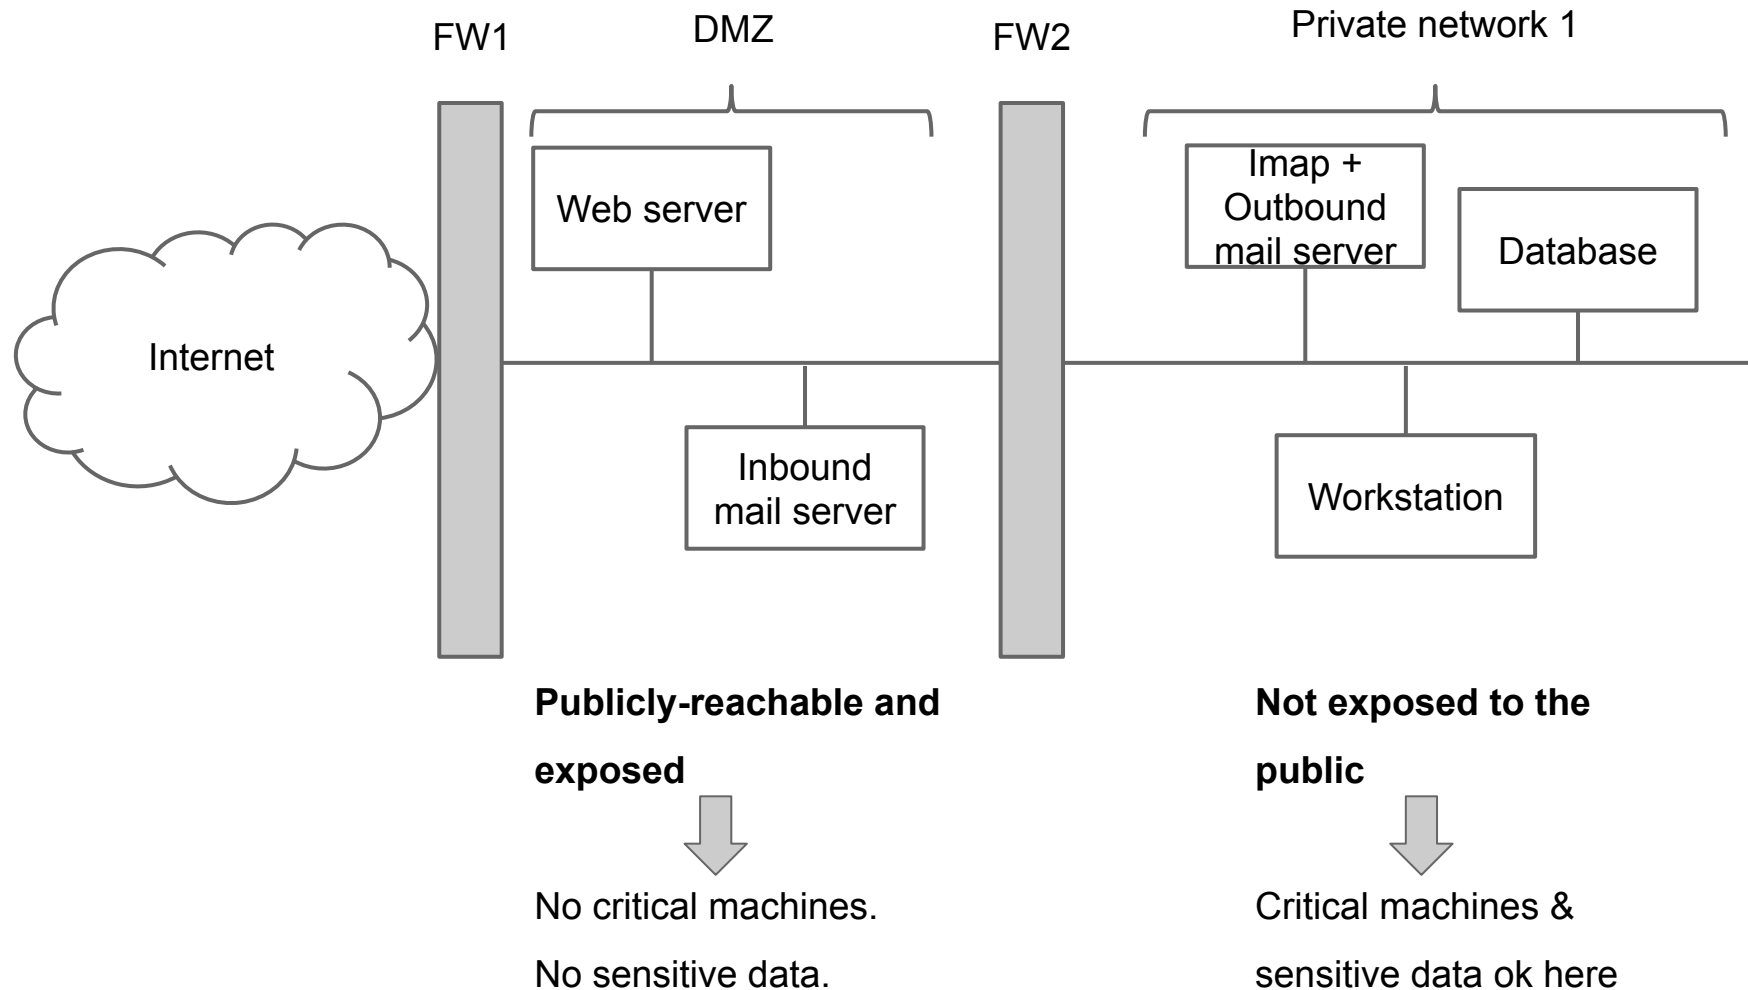 FW1
DMZ
FW2
Private network 1
Web server
Imap +
Outbound
mail server
Database
Internet
Inbound
mail server
Workstation
Publicly-reachable and
exposed
No critical machines.
No sensitive data.
Not exposed to the
public
Critical machines &
sensitive data ok here